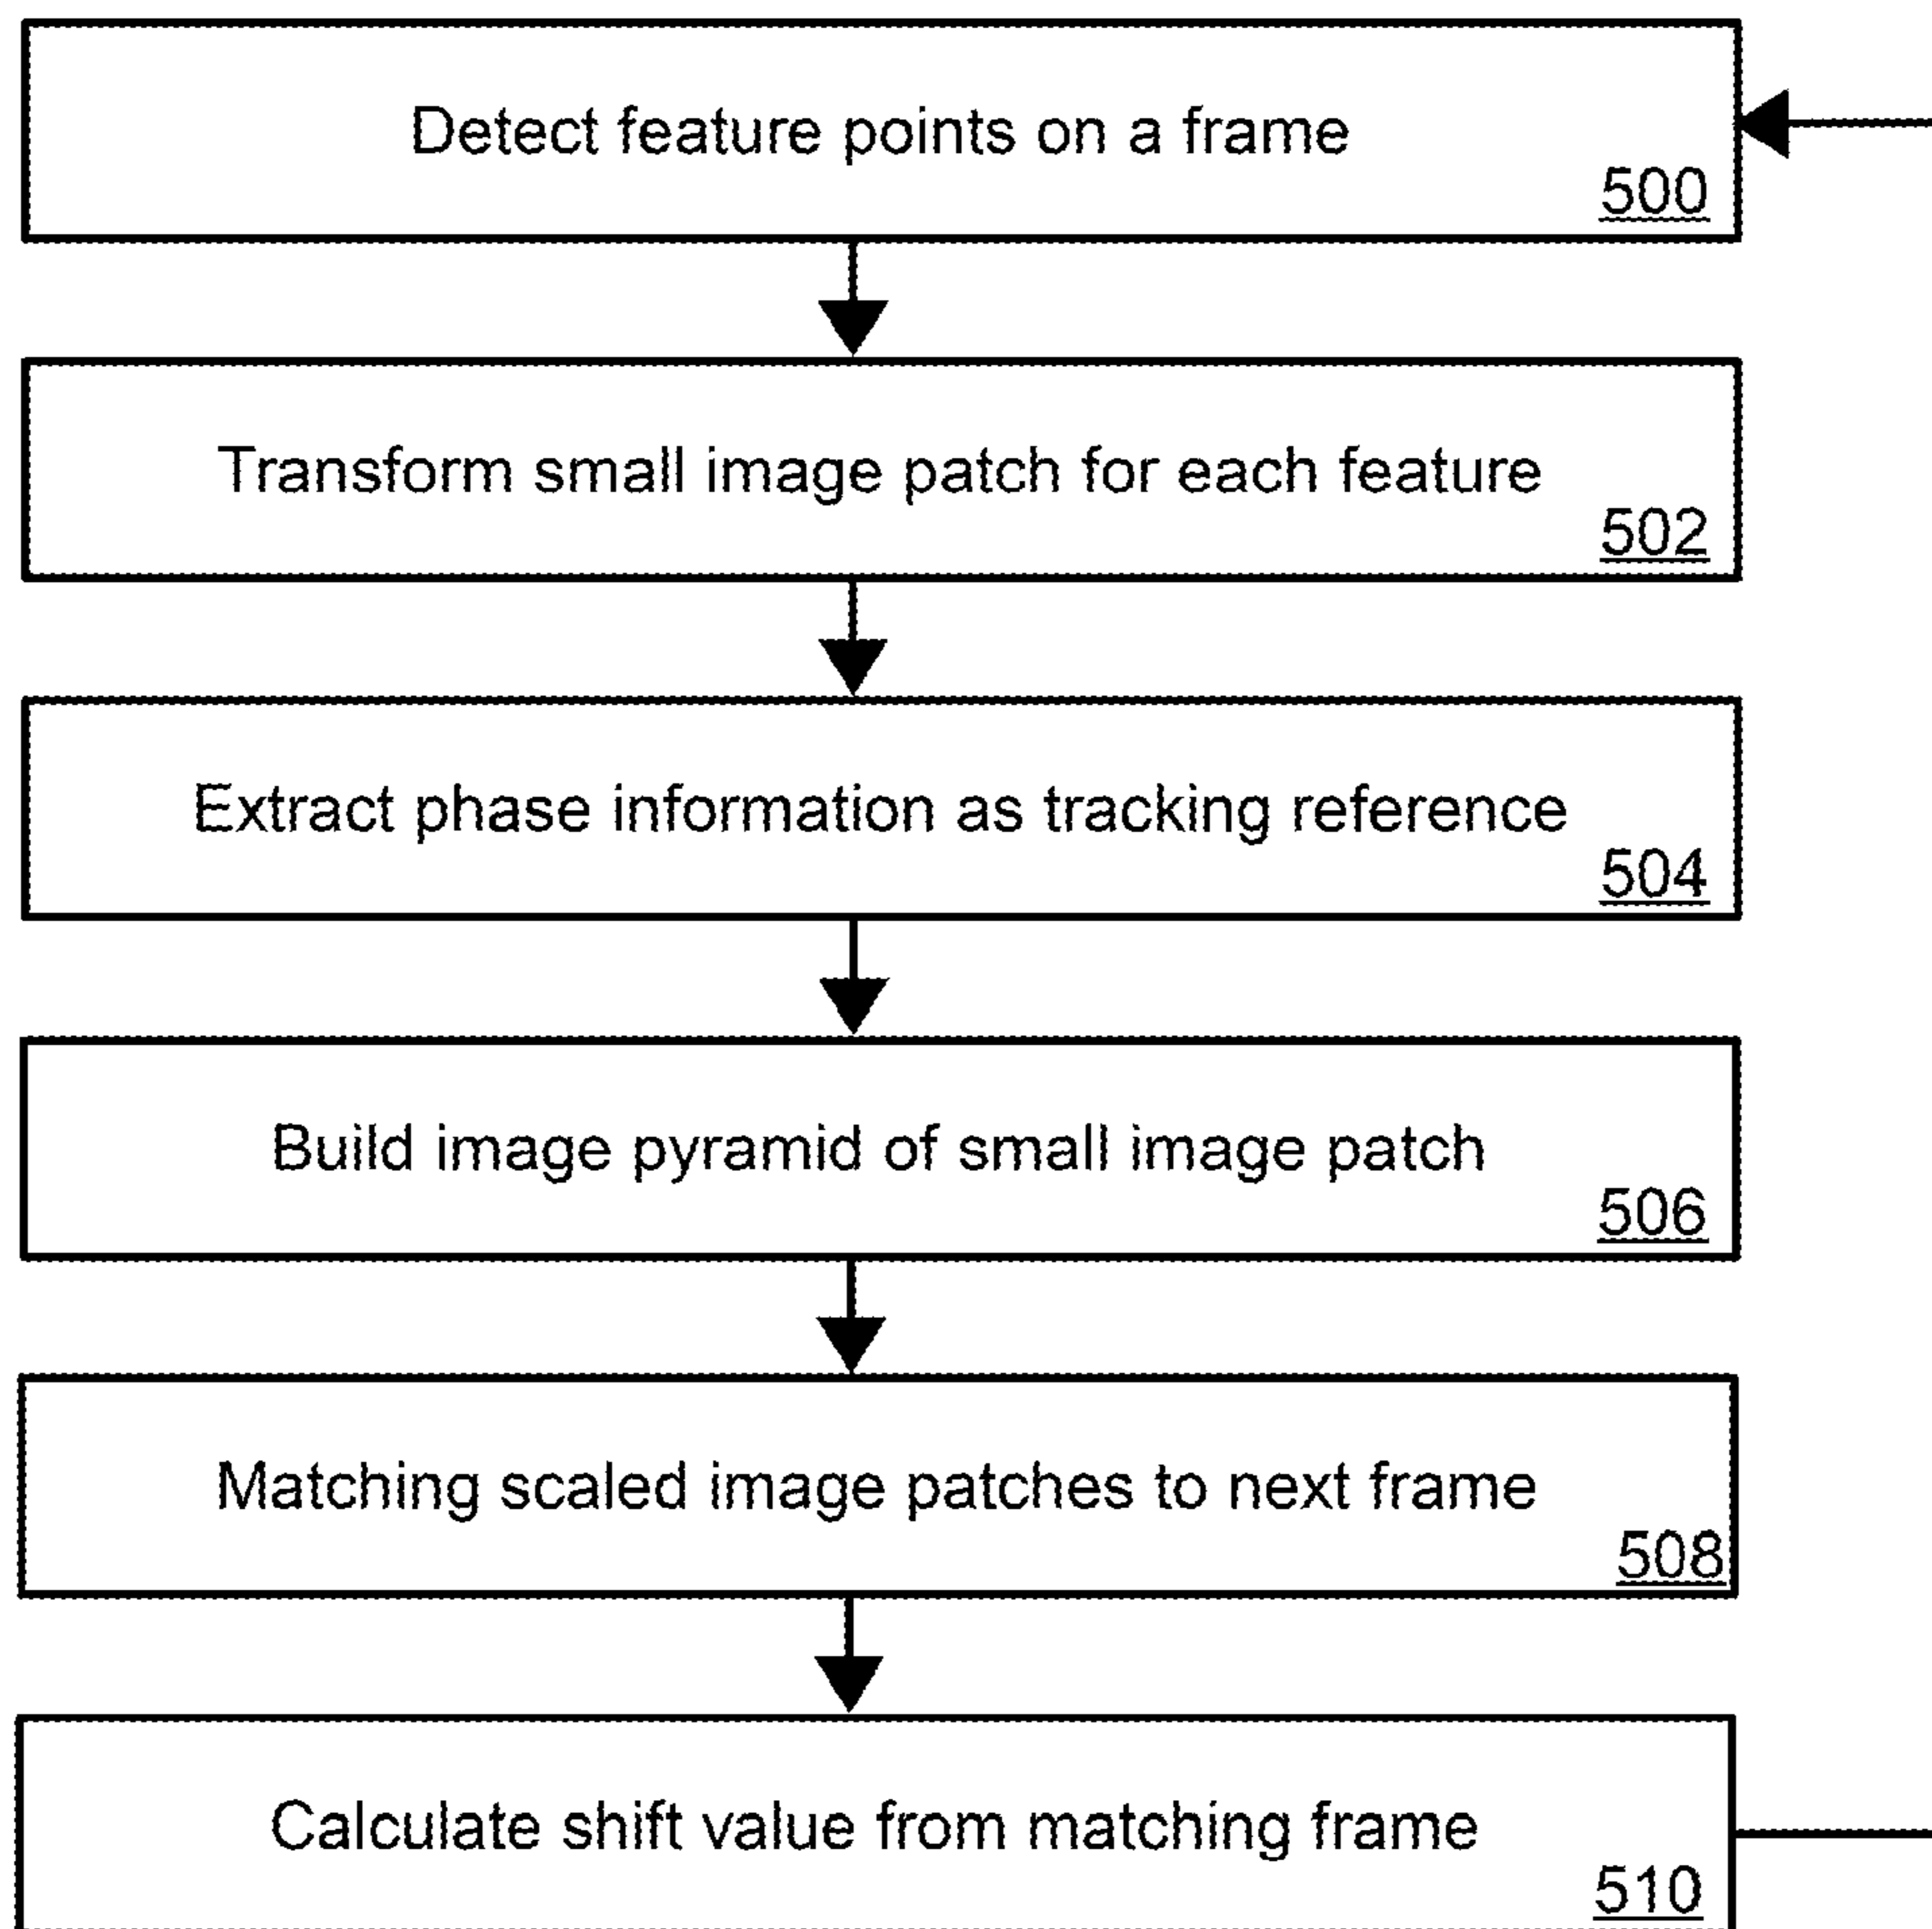 Detect feature points on a frame
500
Transform small image patch for each feature
502
Extract phase information as tracking reference
504
Build image pyramid of small image patch
506
Matching scaled image patches to next frame
508
Calculate shift value from matching frame
510